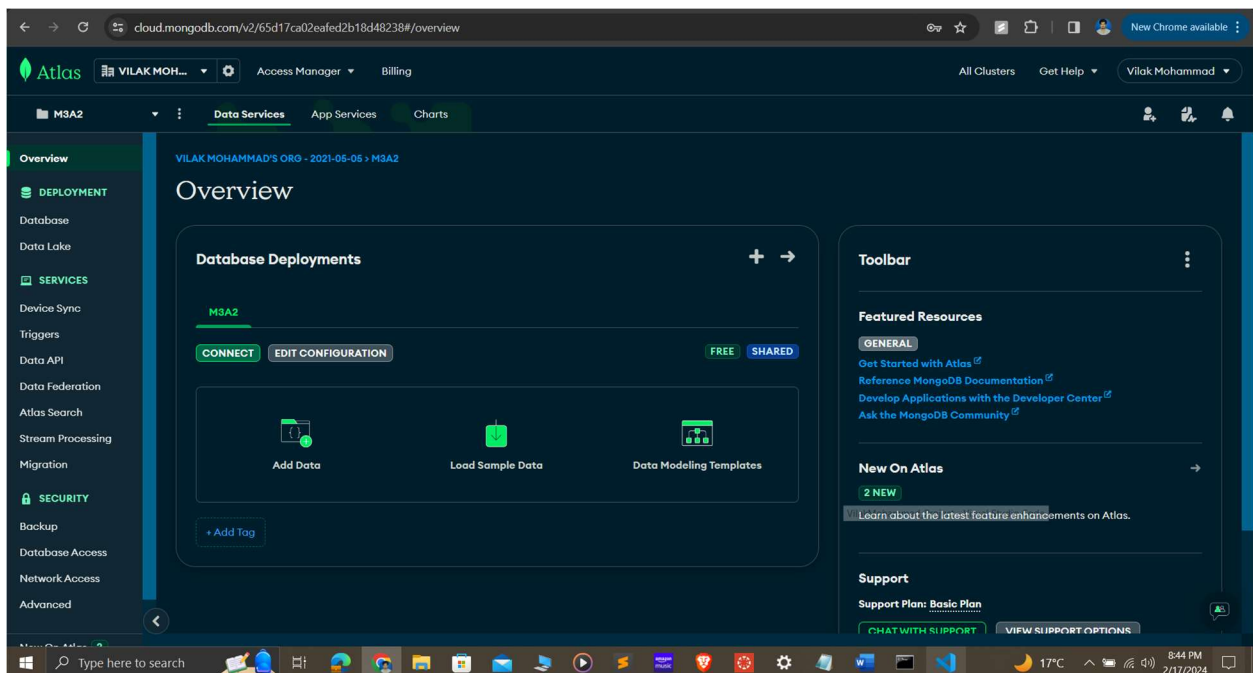 cloud.mongodb.com/v2/65d17ca02eafed2b18d48238#/overview
New Chrome available
Atlas
VILAK MOH...
Access Manager
Billing
All Clusters
Get Help
Vilak Mohammad
M3A2
Data Services
App Services
Charts
Overview
DEPLOYMENT
Database
Data Lake
SERVICES
Device Sync
Triggers
Data API
Data Federation
Atlas Search
Stream Processing
Migration
SECURITY
Backup
Database Access
Network Access
Advanced
New On Atlas 2
VILAK MOHAMMAD'S ORG - 2021-05-05 > M3A2
Overview
Database Deployments
M3A2
CONNECT
EDIT CONFIGURATION
FREE
SHARED
Add Data
Load Sample Data
Data Modeling Templates
+ Add Tag
Toolbar
Featured Resources
GENERAL
Get Started with Atlas
Reference MongoDB Documentation
Develop Applications with the Developer Center
Ask the MongoDB Community
New On Atlas
2 NEW
Learn about the latest feature enhancements on Atlas.
Support
Support Plan: Basic Plan
CHAT WITH SUPPORT
VIEW SUPPORT OPTIONS
Type here to search
17°C
8:44 PM
2/17/2024